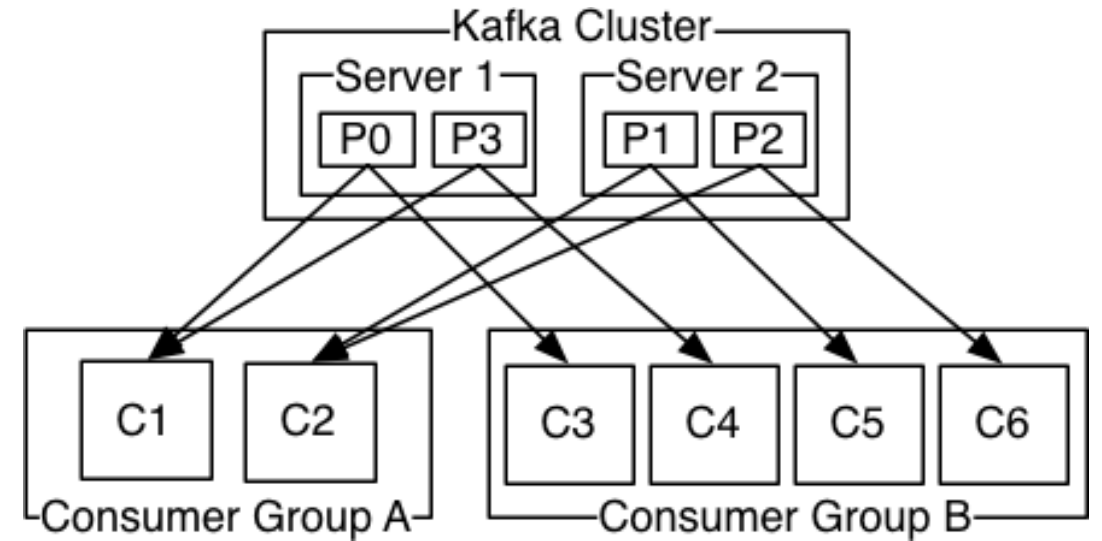 Kafka Cluster
Server 1 Server 2
P0 P3 P1 P2
C1 C2 C3 C4 C5 C6
Consumer Group A Consumer Group B